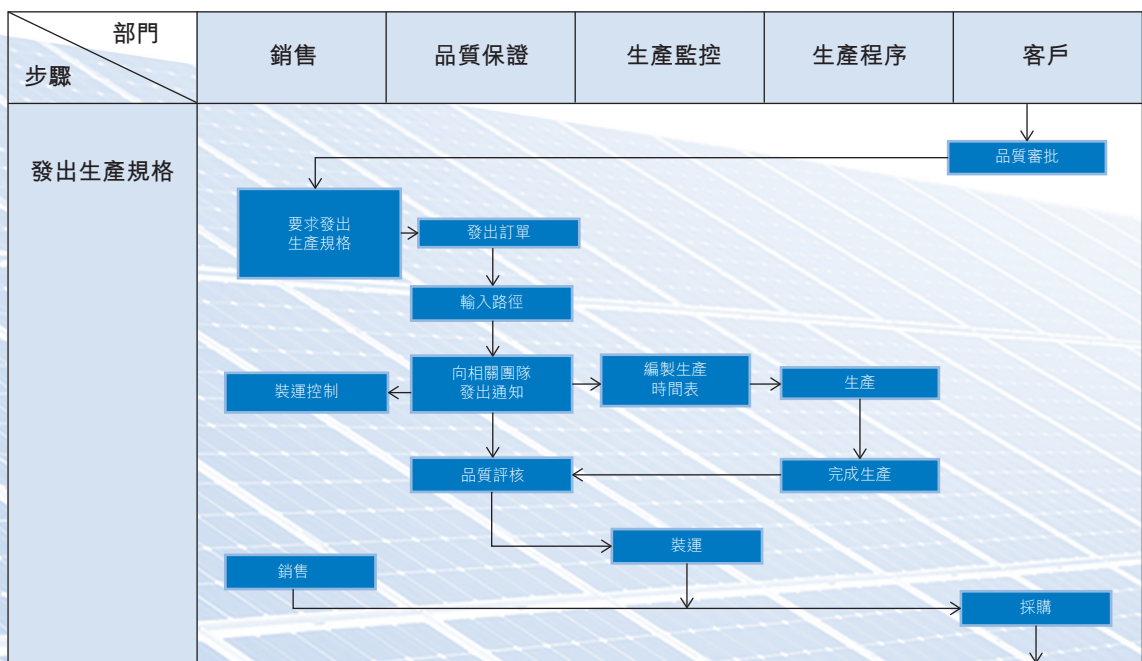 部門
步驟
銷售
品質保證
生產監控
生產程序
客戶
發出生產規格
品質審批
要求發出
生產規格
發出訂單
輸入路徑
裝運控制
向相關團隊
發出通知
編製生產
時間表
生產
品質評核
完成生產
裝運
銷售
採購